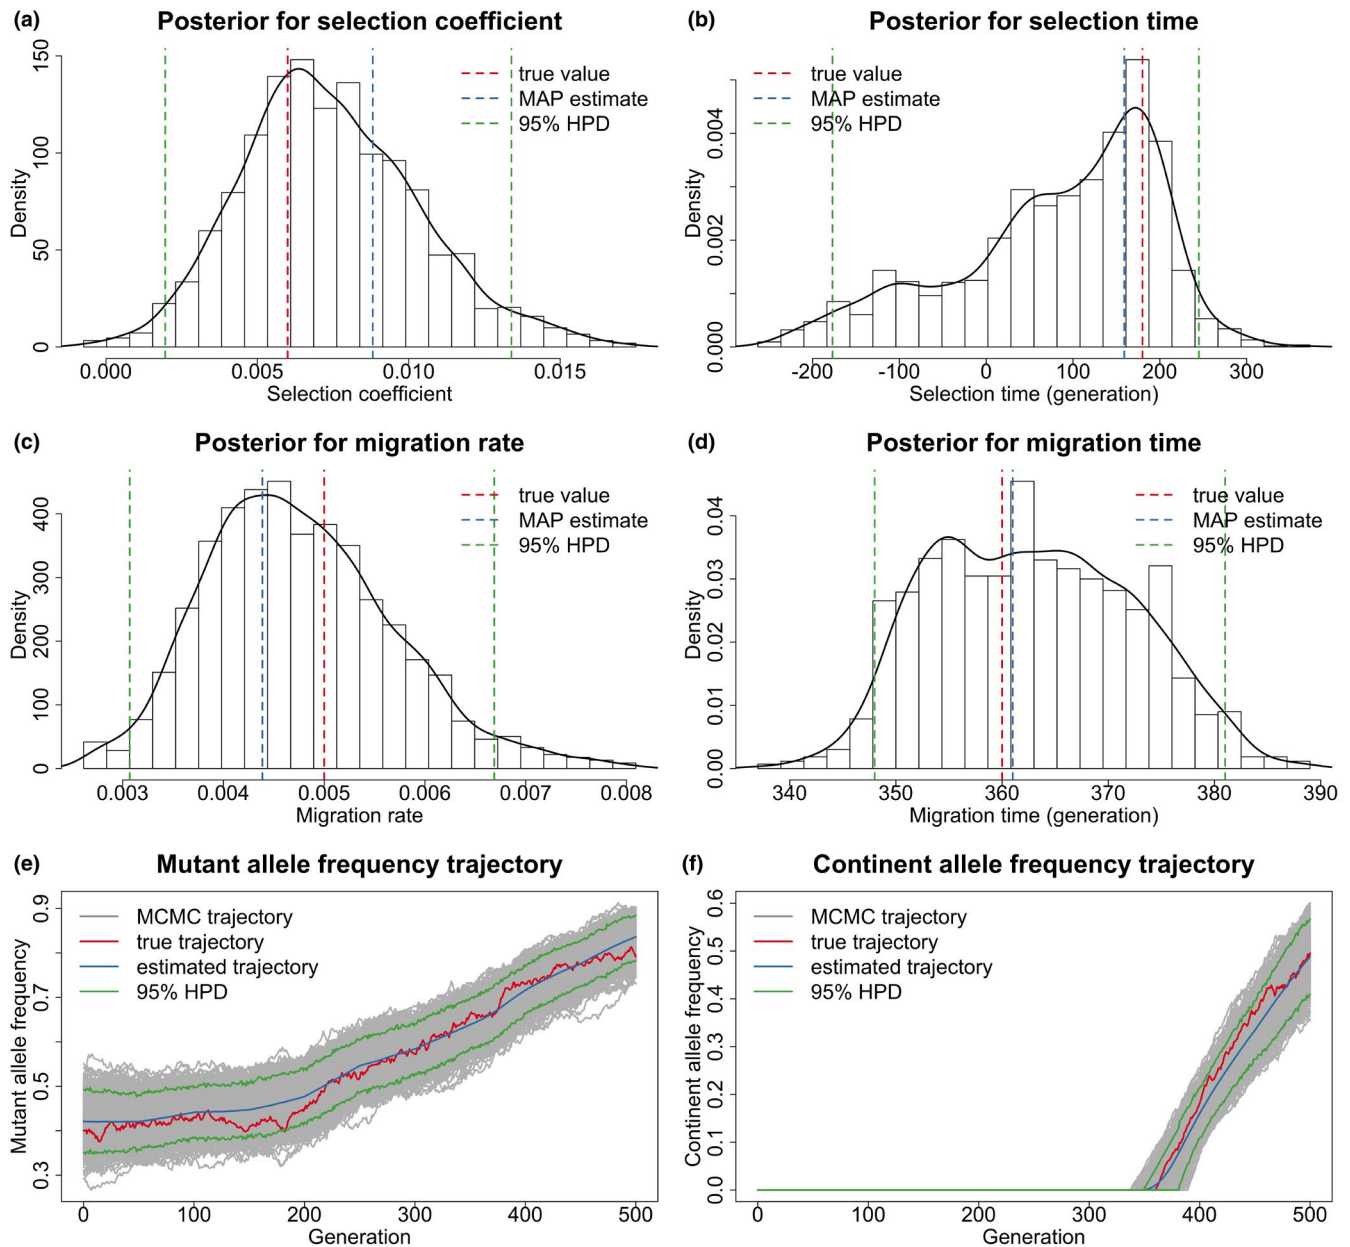 (a) Posterior for selection coefficient
150
100
50
0
Density
true value
MAP estimate
95% HPD
0.000 0.005 0.010 0.015
Selection coefficient
(b) Posterior for selection time
0.004
0.002
0.000
Density
true value
MAP estimate
95% HPD
-200 -100 0 100 200 300
Selection time (generation)
(c) Posterior for migration rate
400
300
200
100
0
Density
true value
MAP estimate
95% HPD
0.003 0.004 0.005 0.006 0.007 0.008
Migration rate
(d) Posterior for migration time
0.04
0.03
0.02
0.01
0.00
Density
true value
MAP estimate
95% HPD
340 350 360 370 380 390
Migration time (generation)
(e) Mutant allele frequency trajectory
0.9
0.7
0.5
0.3
Mutant allele frequency
MCMC trajectory
true trajectory
estimated trajectory
95% HPD
0 100 200 300 400 500
Generation
(f) Continent allele frequency trajectory
0.6
0.5
0.4
0.3
0.2
0.1
0.0
Continent allele frequency
MCMC trajectory
true trajectory
estimated trajectory
95% HPD
0 100 200 300 400 500
Generation